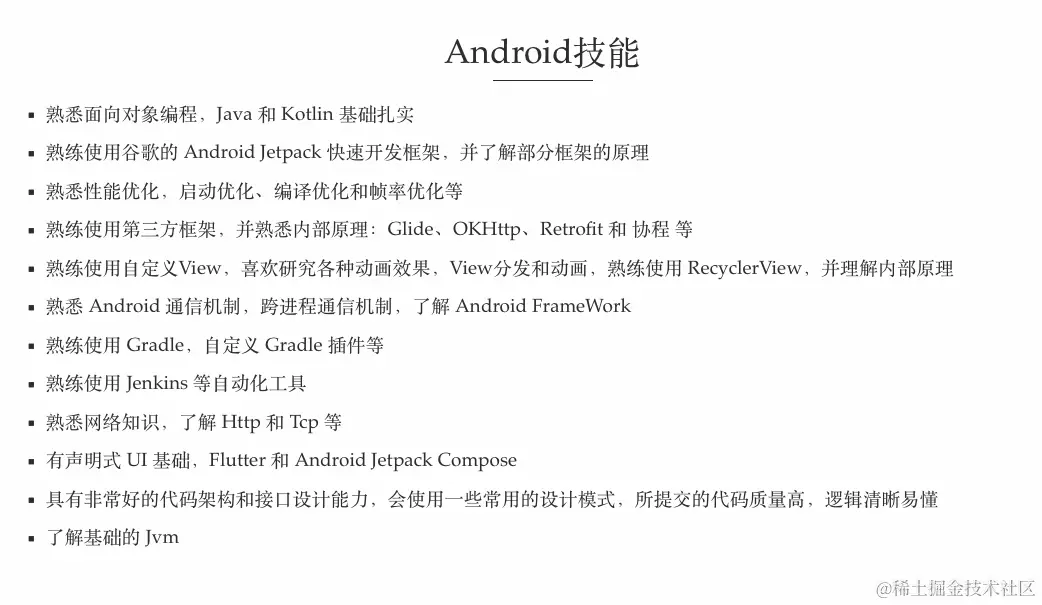 Android技能
▪ 熟悉面向对象编程，Java 和 Kotlin 基础扎实
▪ 熟练使用谷歌的 Android Jetpack 快速开发框架，并了解部分框架的原理
▪ 熟悉性能优化，启动优化、编译优化和帧率优化等
▪ 熟练使用第三方框架，并熟悉内部原理：Glide、OKHttp、Retrofit 和 协程 等
▪ 熟练使用自定义View，喜欢研究各种动画效果，View分发和动画，熟练使用 RecyclerView，并理解内部原理
▪ 熟悉 Android 通信机制，跨进程通信机制，了解 Android FrameWork
▪ 熟练使用 Gradle，自定义 Gradle 插件等
▪ 熟练使用 Jenkins 等自动化工具
▪ 熟悉网络知识，了解 Http 和 Tcp 等
▪ 有声明式 UI 基础，Flutter 和 Android Jetpack Compose
▪ 具有非常好的代码架构和接口设计能力，会使用一些常用的设计模式，所提交的代码质量高，逻辑清晰易懂
▪ 了解基础的 Jvm
@稀土掘金技术社区